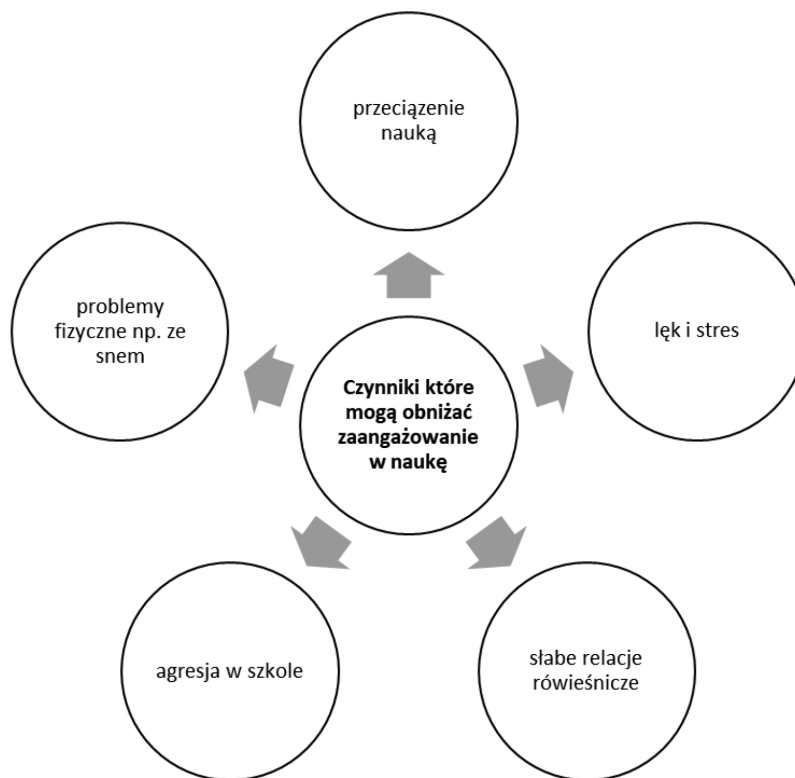 przeciązenie
nauką
problemy
fizyczne np. ze
snem
lęk i stres
Czynniki które
mogą obniżać
zaangażowanie
w naukę
agresja w szkole
słabe relacje
rówieśnicze